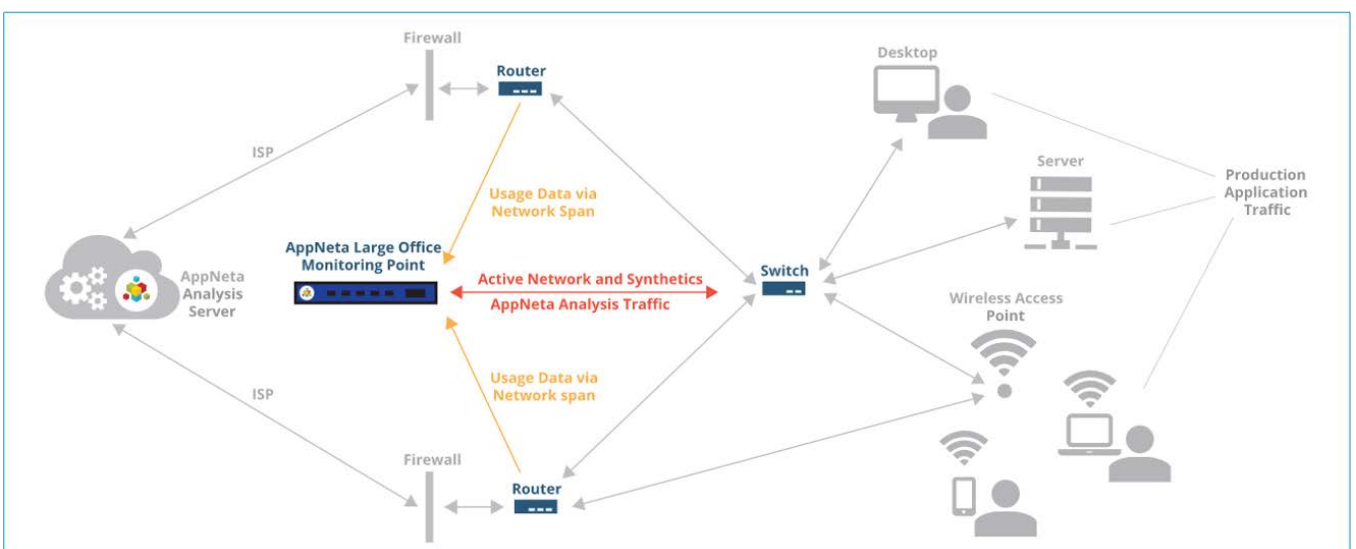 Firewall
Router
Desktop
ISP
Usage Data via
Network Span
Server
Production
Application
Traffic
AppNeta Large Office
Monitoring Point
AppNeta
Analysis
Server
Active Network and Synthetics
AppNeta Analysis Traffic
Switch
Wireless Access
Point
Usage Data via
Network span
ISP
Firewall
Router